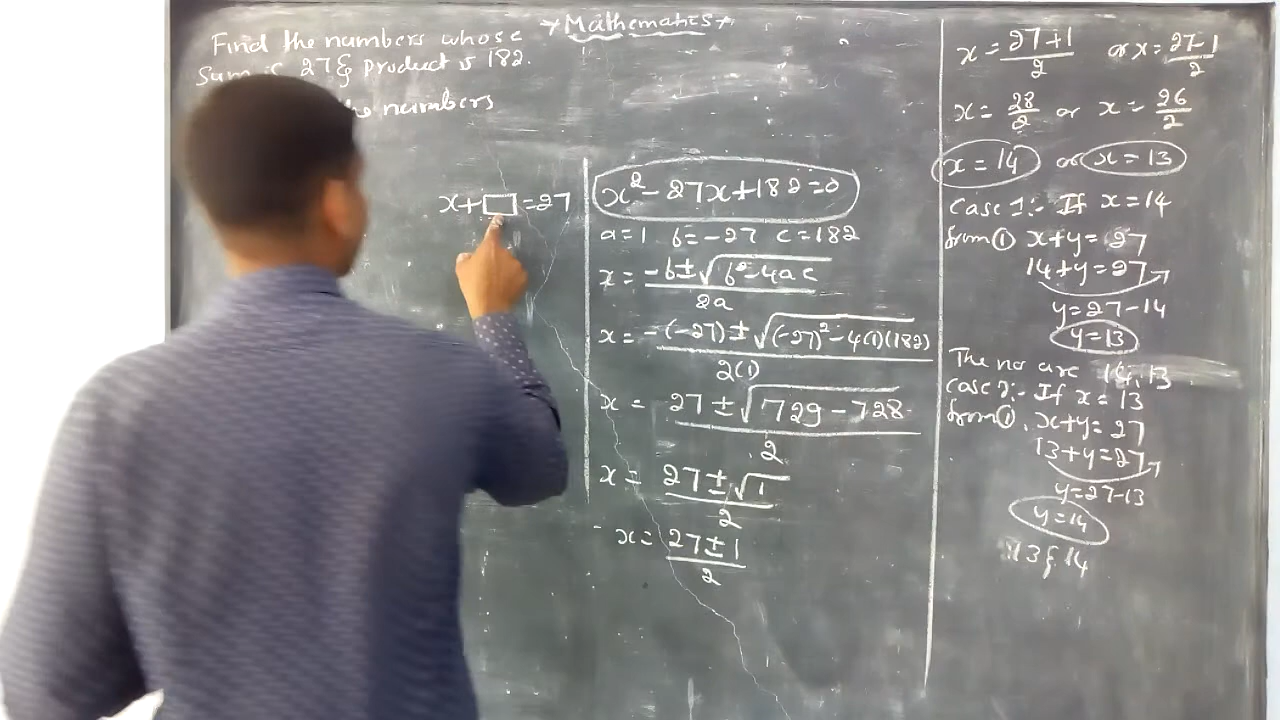 Mathematics
Find the numbers whose
Sum is 27 & product is 182.
the numbers
x+□=27
x²-27x+182=0
a=1 b=-27 c=182
x=-b±√b²-4ac/2a
x=-(-27)±√(-27)²-4(1)(182)/2(1)
x=27±√729-728/2
x=27±√1/2
x=27±1/2
x=27+1/2 or x=27-1/2
x=28/2 or x=26/2
x=14 or x=13
Case 1:- If x=14
from① x+y=27
14+y=27
y=27-14
y=13
The no are 14,13
case 2:- If x=13
from①, x+y=27
13+y=27
y=27-13
y=14
13 & 14